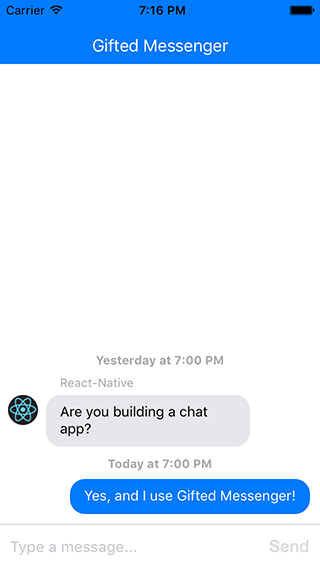 Carrier 7:16 PM
Gifted Messenger
Yesterday at 7:00 PM
React-Native
Are you building a chat
app?
Today at 7:00 PM
Yes, and I use Gifted Messenger!
Type a message... Send